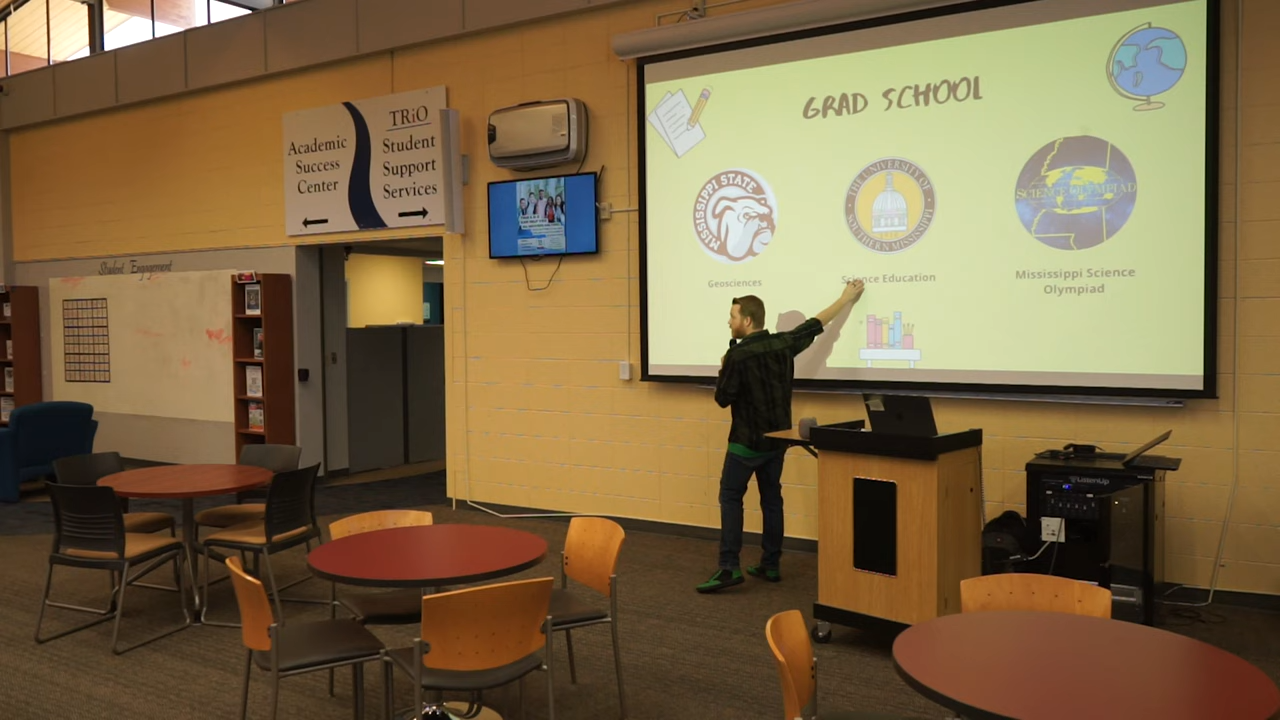 Academic
Success
Center
TRiO
Student
Support
Services
Student Engagement
GRAD SCHOOL
MISSISSIPPI STATE
THE UNIVERSITY OF
SOUTHERN MISSISSIPPI
SCIENCE OLYMPIAD
Geosciences
Science Education
Mississippi Science
Olympiad
ListenUp